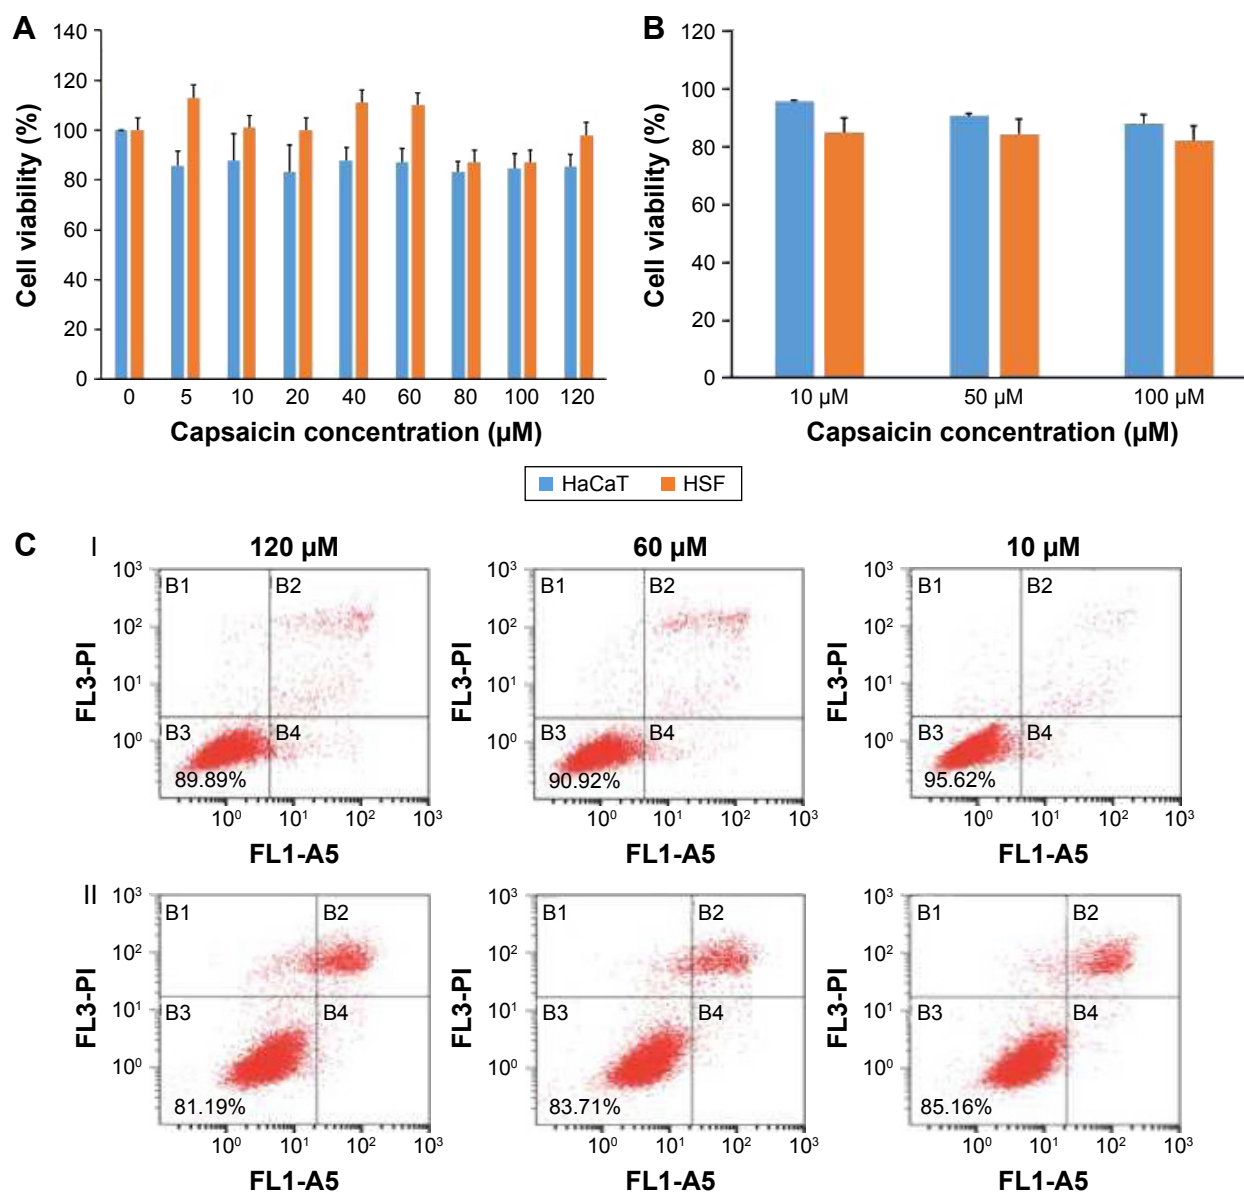 A
B
140
120
100
80
60
40
20
0
Cell viability (%)
0 5 10 20 40 60 80 100 120
Capsaicin concentration (µM)
120
100
80
60
40
20
0
Cell viability (%)
10 µM 50 µM 100 µM
Capsaicin concentration (µM)
HaCaT HSF
C
I
120 µM
60 µM
10 µM
10³
10²
10¹
10⁰
FL3-PI
B1 B2
B3 B4
89.89%
10⁰ 10¹ 10² 10³
FL1-A5
10³
10²
10¹
10⁰
FL3-PI
B1 B2
B3 B4
90.92%
10⁰ 10¹ 10² 10³
FL1-A5
10³
10²
10¹
10⁰
FL3-PI
B1 B2
B3 B4
95.62%
10⁰ 10¹ 10² 10³
FL1-A5
II
10³
10²
10¹
10⁰
FL3-PI
B1 B2
B3 B4
81.19%
10⁰ 10¹ 10² 10³
FL1-A5
10³
10²
10¹
10⁰
FL3-PI
B1 B2
B3 B4
83.71%
10⁰ 10¹ 10² 10³
FL1-A5
10³
10²
10¹
10⁰
FL3-PI
B1 B2
B3 B4
85.16%
10⁰ 10¹ 10² 10³
FL1-A5